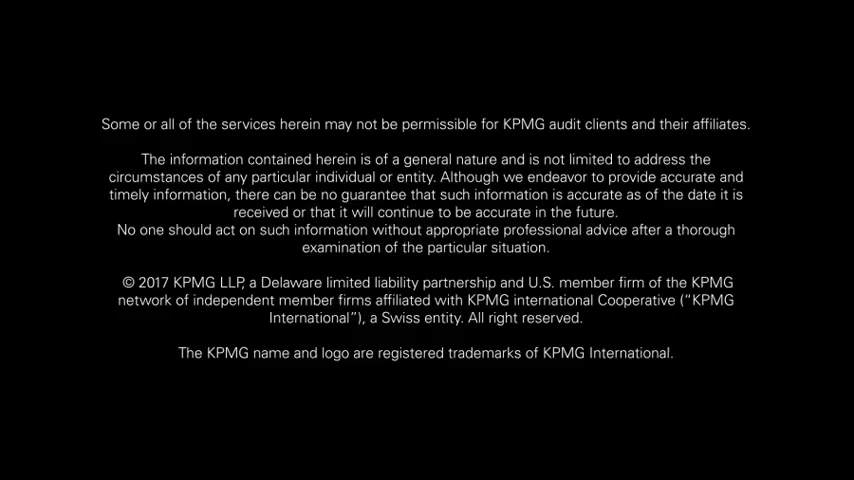 Some or all of the services herein may not be permissible for KPMG audit clients and their affiliates.
The information contained herein is of a general nature and is not limited to address the
circumstances of any particular individual or entity. Although we endeavor to provide accurate and
timely information, there can be no guarantee that such information is accurate as of the date it is
received or that it will continue to be accurate in the future.
No one should act on such information without appropriate professional advice after a thorough
examination of the particular situation.
© 2017 KPMG LLP, a Delaware limited liability partnership and U.S. member firm of the KPMG
network of independent member firms affiliated with KPMG international Cooperative (“KPMG
International”), a Swiss entity. All right reserved.
The KPMG name and logo are registered trademarks of KPMG International.